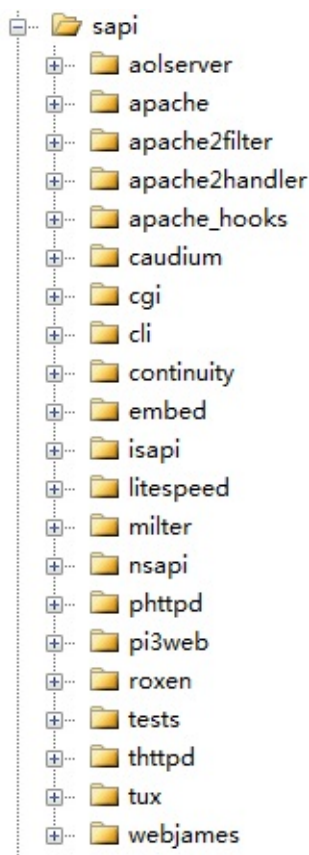 sapi
aolserver
apache
apache2filter
apache2handler
apache_hooks
caudium
cgi
cli
continuity
embed
isapi
litespeed
milter
nsapi
phttpd
pi3web
roxen
tests
thttpd
tux
webjames